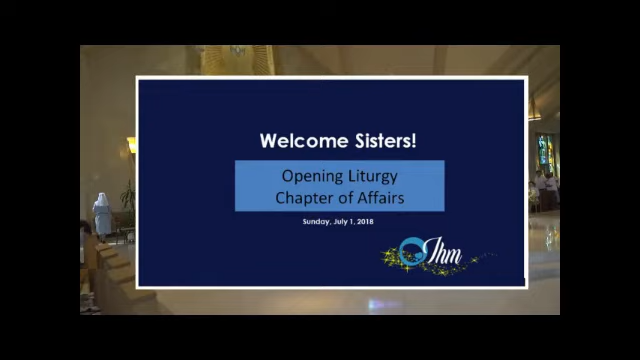 Welcome Sisters!
Opening Liturgy
Chapter of Affairs
Sunday, July 1, 2018
Ihm